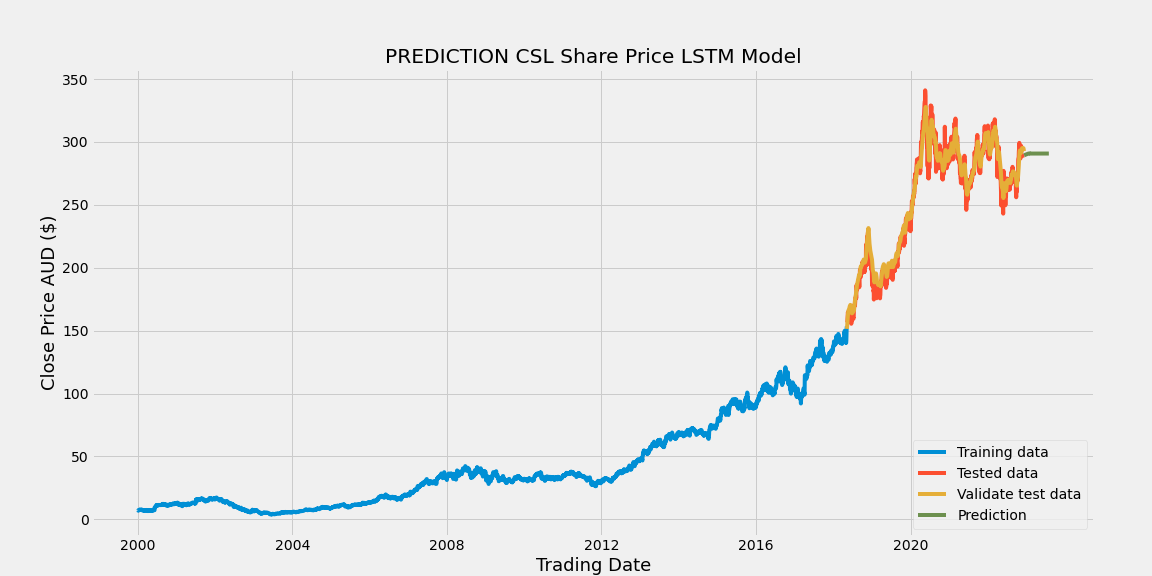 PREDICTION CSL Share Price LSTM Model
350
300
250
200
150
100
50
0
Close Price AUD ($)
2000 2004 2008 2012 2016 2020
Trading Date
Training data
Tested data
Validate test data
Prediction